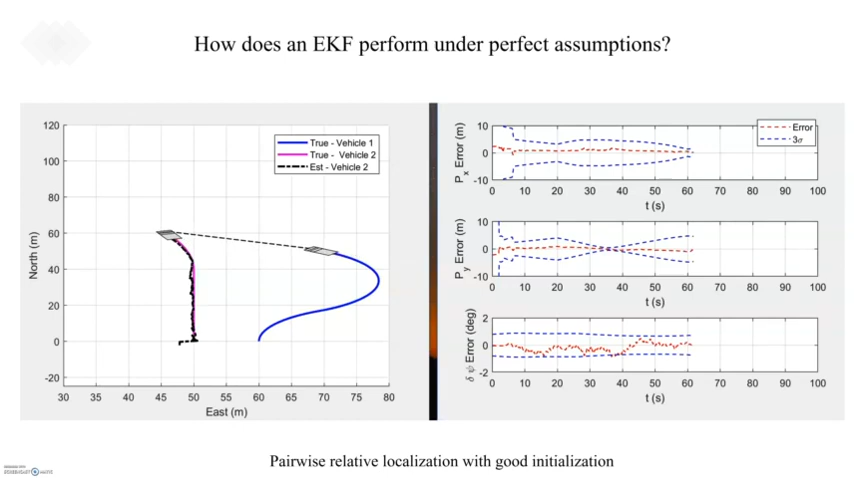 How does an EKF perform under perfect assumptions?
120
100
80
60
40
20
0
-20
North (m)
True - Vehicle 1
True - Vehicle 2
Est - Vehicle 2
30 35 40 45 50 55 60 65 70 75 80
East (m)
10
0
-10
P x Error (m)
Error
3σ
0 10 20 30 40 50 60 70 80 90 100
t (s)
10
0
-10
P y Error (m)
0 10 20 30 40 50 60 70 80 90 100
t (s)
2
0
-2
δ ψ Error (deg)
0 10 20 30 40 50 60 70 80 90 100
t (s)
Pairwise relative localization with good initialization